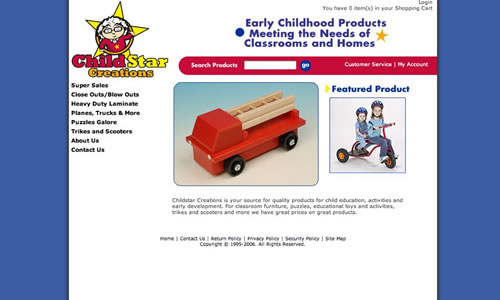 Login
You have 0 item(s) in your Shopping Cart
Child Star
Creations
Early Childhood Products
Meeting the Needs of
Classrooms and Homes
Search Products
go
Customer Service | My Account
Super Sales
Close Outs/Blow Outs
Heavy Duty Laminate
Planes, Trucks & More
Puzzles Galore
Trikes and Scooters
About Us
Contact Us
Featured Product
Childstar Creations is your source for quality products for child education, activities and
early development. For classroom furniture, puzzles, educational toys and activities,
trikes and scooters and more we have great prices on great products.
Home | Contact Us | Return Policy | Privacy Policy | Security Policy | Site Map
Copyright © 1995-2006. All Rights Reserved.